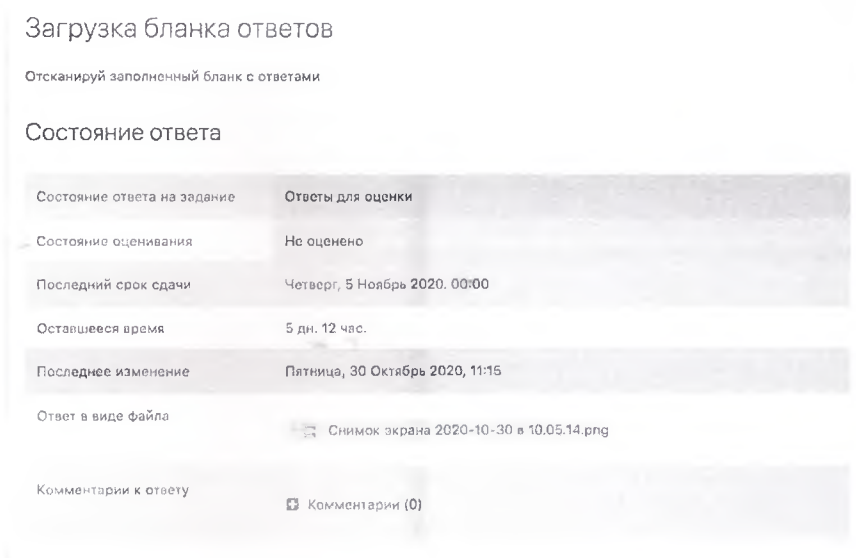 Загрузка бланка ответов
Отсканируй заполненный бланк с ответами
Состояние ответа
Состояние ответа на задание Ответы для оценки
Состояние оценивания Не оценено
Последний срок сдачи Четверг, 5 Ноябрь 2020. 00:00
Оставшееся время 5 дн. 12 час.
Последнее изменение Пятница, 30 Октябрь 2020, 11:15
Ответ в виде файла
Снимок экрана 2020-10-30 в 10.05.14.png
Комментарии к ответу
Комментарии (0)